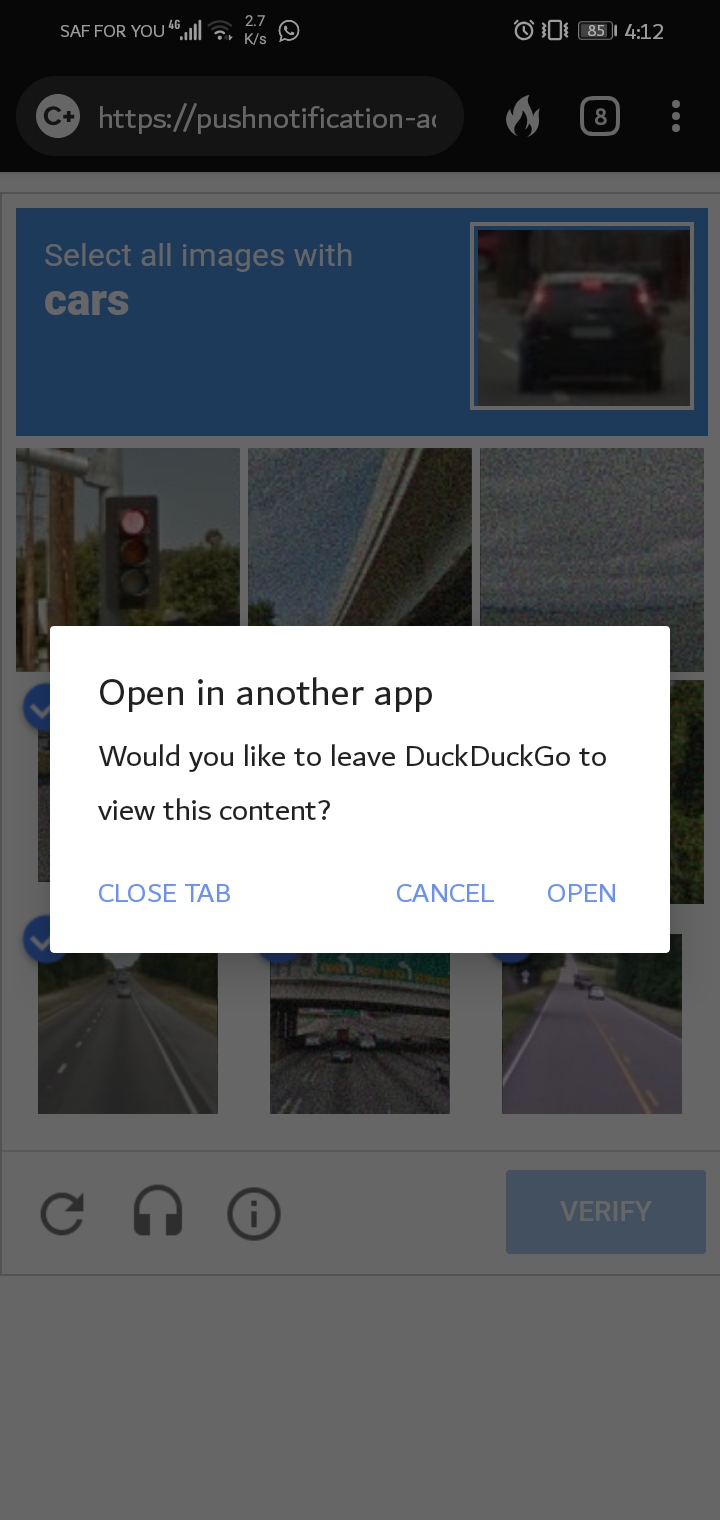 SAF FOR YOU 4G 2.7 K/s 85 4:12
C+ https://pushnotification-ac 8
Select all images with
cars
Open in another app
Would you like to leave DuckDuckGo to
view this content?
CLOSE TAB CANCEL OPEN
VERIFY